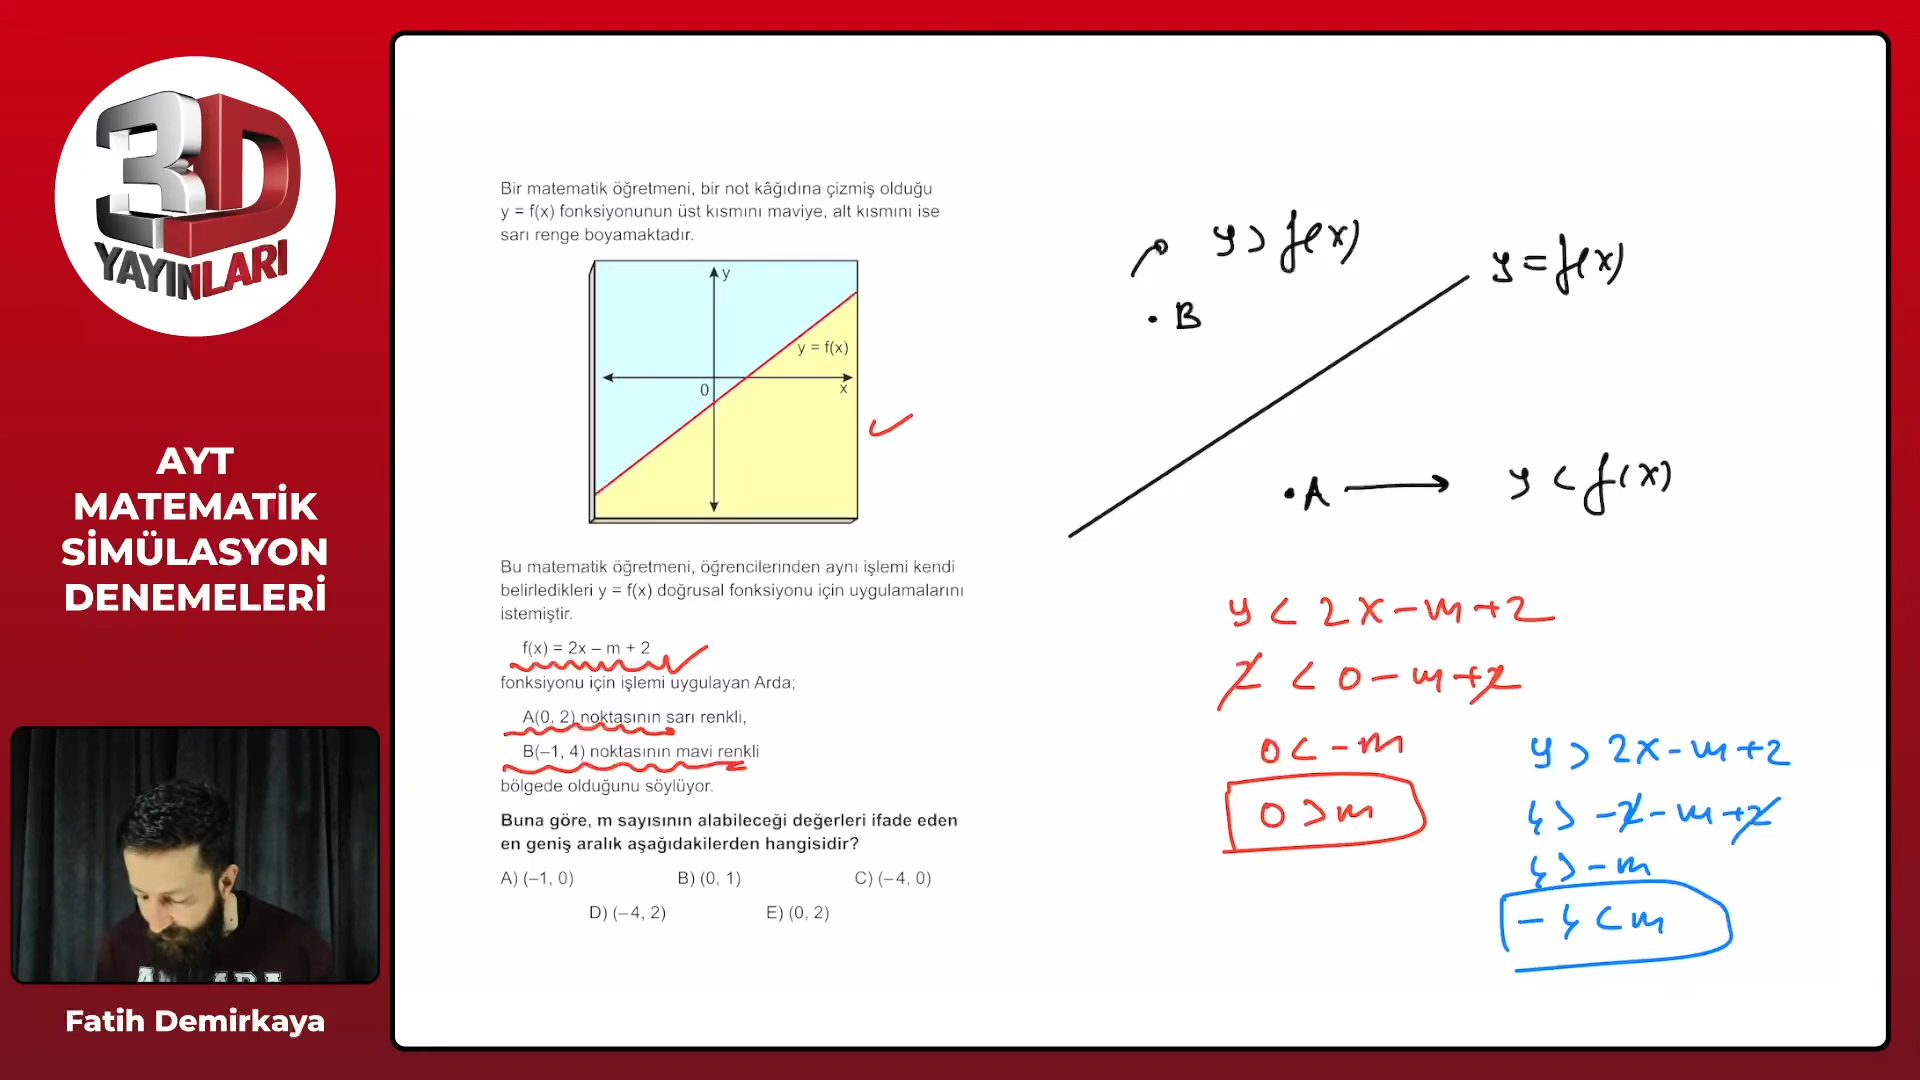 3D
YAYINLARI
AYT
MATEMATİK
SİMÜLASYON
DENEMELERİ
Fatih Demirkaya
Bir matematik öğretmeni, bir not kâğıdına çizmiş olduğu
y = f(x) fonksiyonunun üst kısmını maviye, alt kısmını ise
sarı renge boyamaktadır.
y
y = f(x)
0
x
Bu matematik öğretmeni, öğrencilerinden aynı işlemi kendi
belirledikleri y = f(x) doğrusal fonksiyonu için uygulamalarını
istemiştir.
f(x) = 2x – m + 2
fonksiyonu için işlemi uygulayan Arda;
A(0, 2) noktasının sarı renkli,
B(–1, 4) noktasının mavi renkli
bölgede olduğunu söylüyor.
Buna göre, m sayısının alabileceği değerleri ifade eden
en geniş aralık aşağıdakilerden hangisidir?
A) (–1, 0) B) (0, 1) C) (–4, 0)
D) (–4, 2) E) (0, 2)
y > f(x)
y = f(x)
. B
. A
y < f(x)
y < 2x - m + 2
2 < 0 - m + 2
0 < - m
0 > m
y > 2x - m + 2
4 > -2 - m + 2
4 > - m
- 4 < m